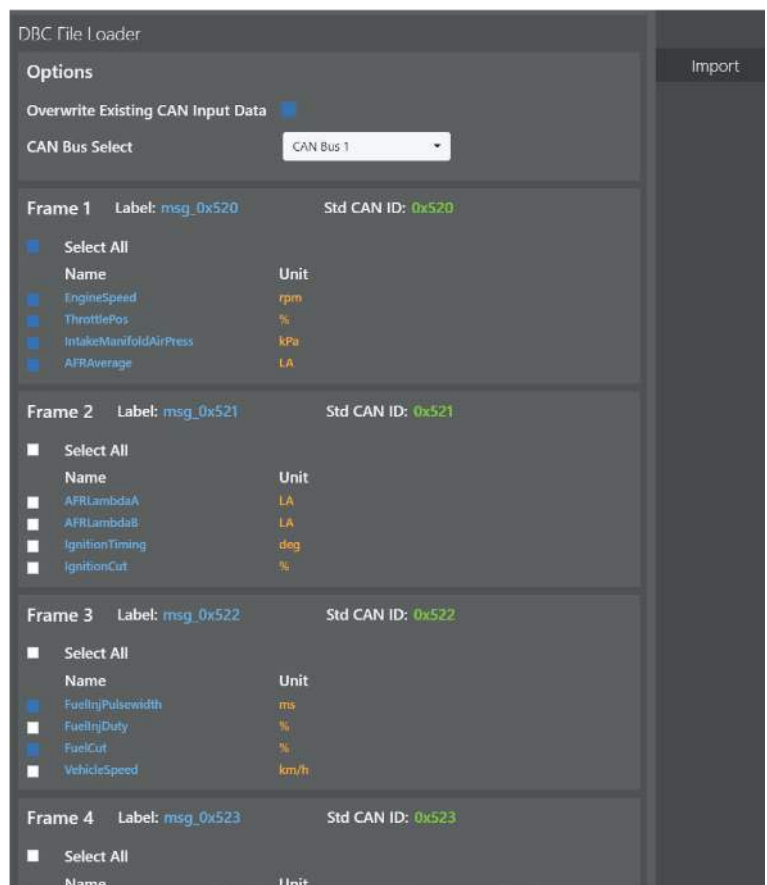 DBC File Loader
Import
Options
Overwrite Existing CAN Input Data
CAN Bus Select CAN Bus 1
Frame 1 Label: msg_0x520 Std CAN ID: 0x520
Select All
Name Unit
EngineSpeed rpm
ThrottlePos %
IntakeManifoldAirPress kPa
AFRAverage LA
Frame 2 Label: msg_0x521 Std CAN ID: 0x521
Select All
Name Unit
AFRLambdaA LA
AFRLambdaB LA
IgnitionTiming deg
IgnitionCut %
Frame 3 Label: msg_0x522 Std CAN ID: 0x522
Select All
Name Unit
FuelInjPulsewidth ms
FuelInjDuty %
FuelCut %
VehicleSpeed km/h
Frame 4 Label: msg_0x523 Std CAN ID: 0x523
Select All
Name Unit